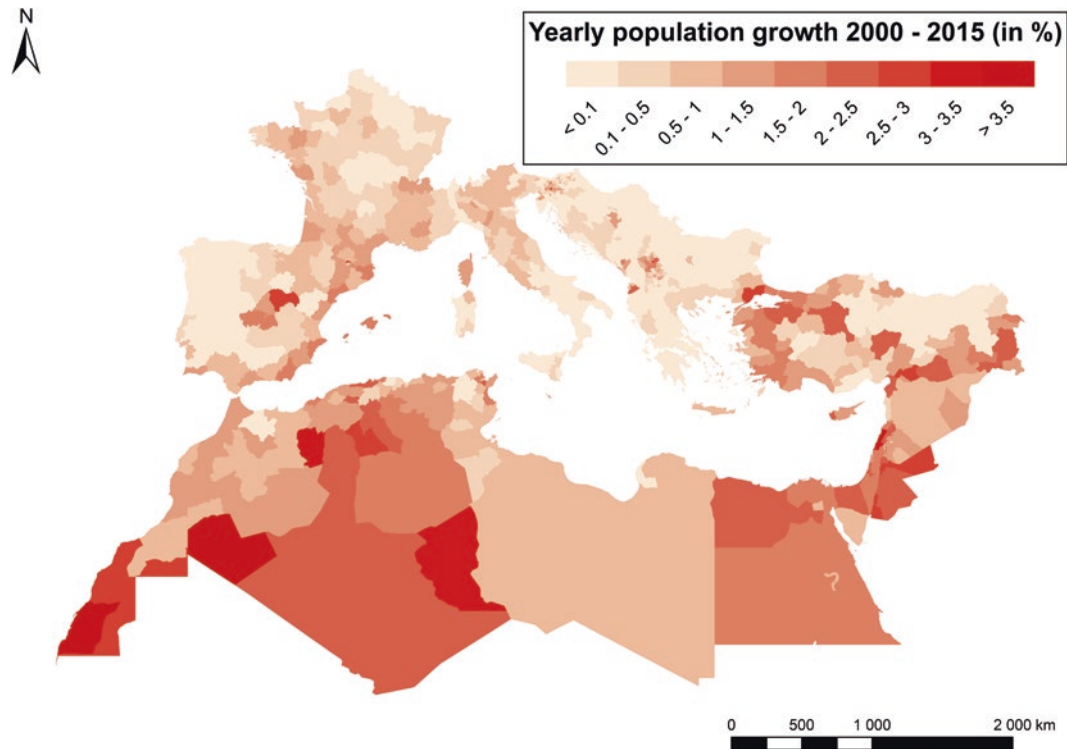 N
Yearly population growth 2000 - 2015 (in %)
< 0.1
0.1 - 0.5
0.5 - 1
1 - 1.5
1.5 - 2
2 - 2.5
2.5 - 3
3 - 3.5
> 3.5
0 500 1 000 2 000 km